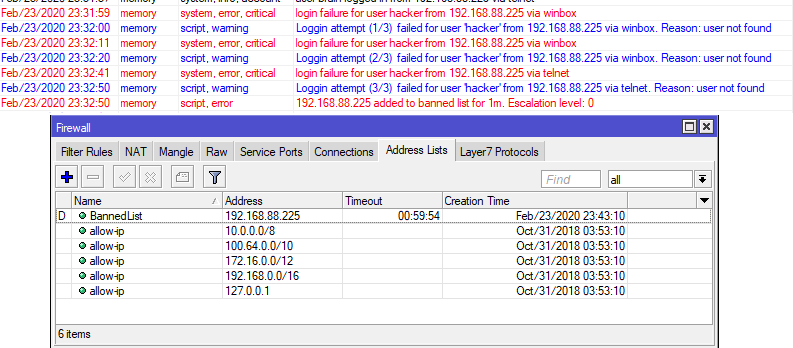 Feb/23/2020 23:31:59 memory system, error, critical login failure for user hacker from 192.168.88.225 via winbox
Feb/23/2020 23:32:00 memory script, warning Loggin attempt (1/3) failed for user 'hacker' from 192.168.88.225 via winbox. Reason: user not found
Feb/23/2020 23:32:11 memory system, error, critical login failure for user hacker from 192.168.88.225 via winbox
Feb/23/2020 23:32:20 memory script, warning Loggin attempt (2/3) failed for user 'hacker' from 192.168.88.225 via winbox. Reason: user not found
Feb/23/2020 23:32:41 memory system, error, critical login failure for user hacker from 192.168.88.225 via telnet
Feb/23/2020 23:32:50 memory script, warning Loggin attempt (3/3) failed for user 'hacker' from 192.168.88.225 via telnet. Reason: user not found
Feb/23/2020 23:32:50 memory script, error 192.168.88.225 added to banned list for 1m. Escalation level: 0
Firewall
Filter Rules NAT Mangle Raw Service Ports Connections Address Lists Layer7 Protocols
Find all
Name Address Timeout Creation Time
D BannedList 192.168.88.225 00:59:54 Feb/23/2020 23:43:10
allow-ip 10.0.0.0/8 Oct/31/2018 03:53:10
allow-ip 100.64.0.0/10 Oct/31/2018 03:53:10
allow-ip 172.16.0.0/12 Oct/31/2018 03:53:10
allow-ip 192.168.0.0/16 Oct/31/2018 03:53:10
allow-ip 127.0.0.1 Oct/31/2018 03:53:10
6 items